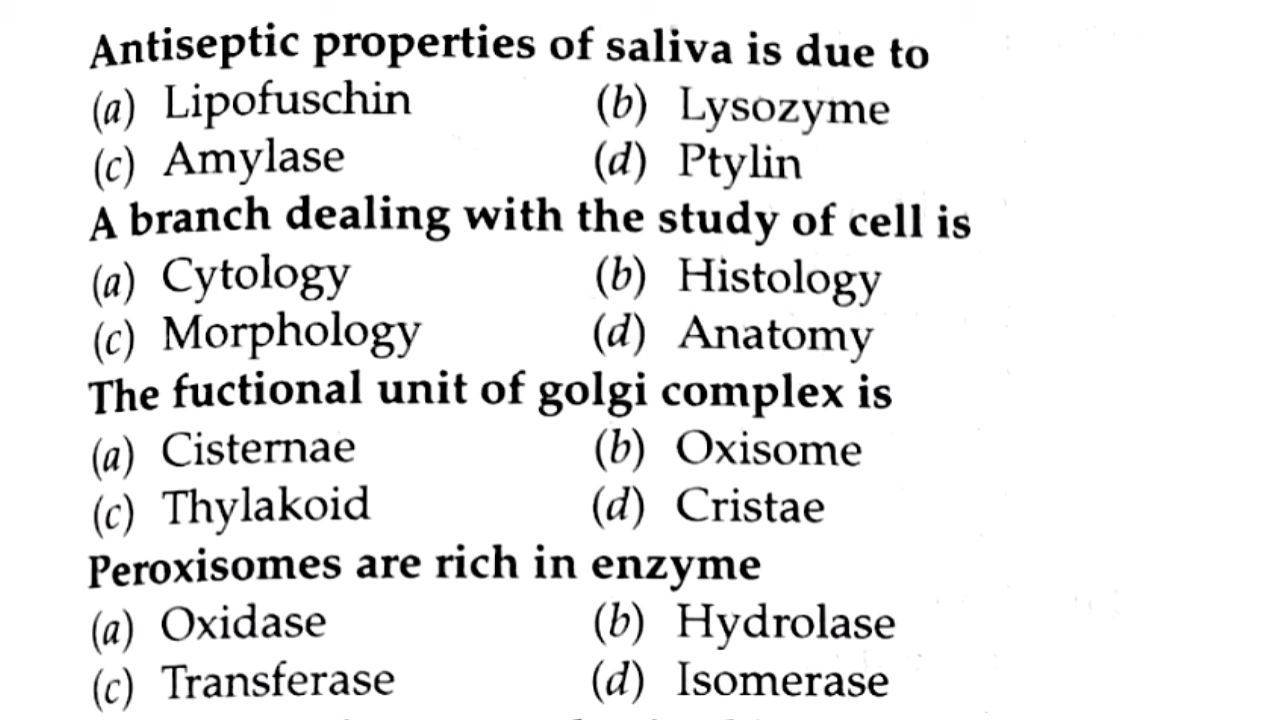 Antiseptic properties of saliva is due to
(a) Lipofuschin (b) Lysozyme
(c) Amylase (d) Ptylin
A branch dealing with the study of cell is
(a) Cytology (b) Histology
(c) Morphology (d) Anatomy
The fuctional unit of golgi complex is
(a) Cisternae (b) Oxisome
(c) Thylakoid (d) Cristae
Peroxisomes are rich in enzyme
(a) Oxidase (b) Hydrolase
(c) Transferase (d) Isomerase